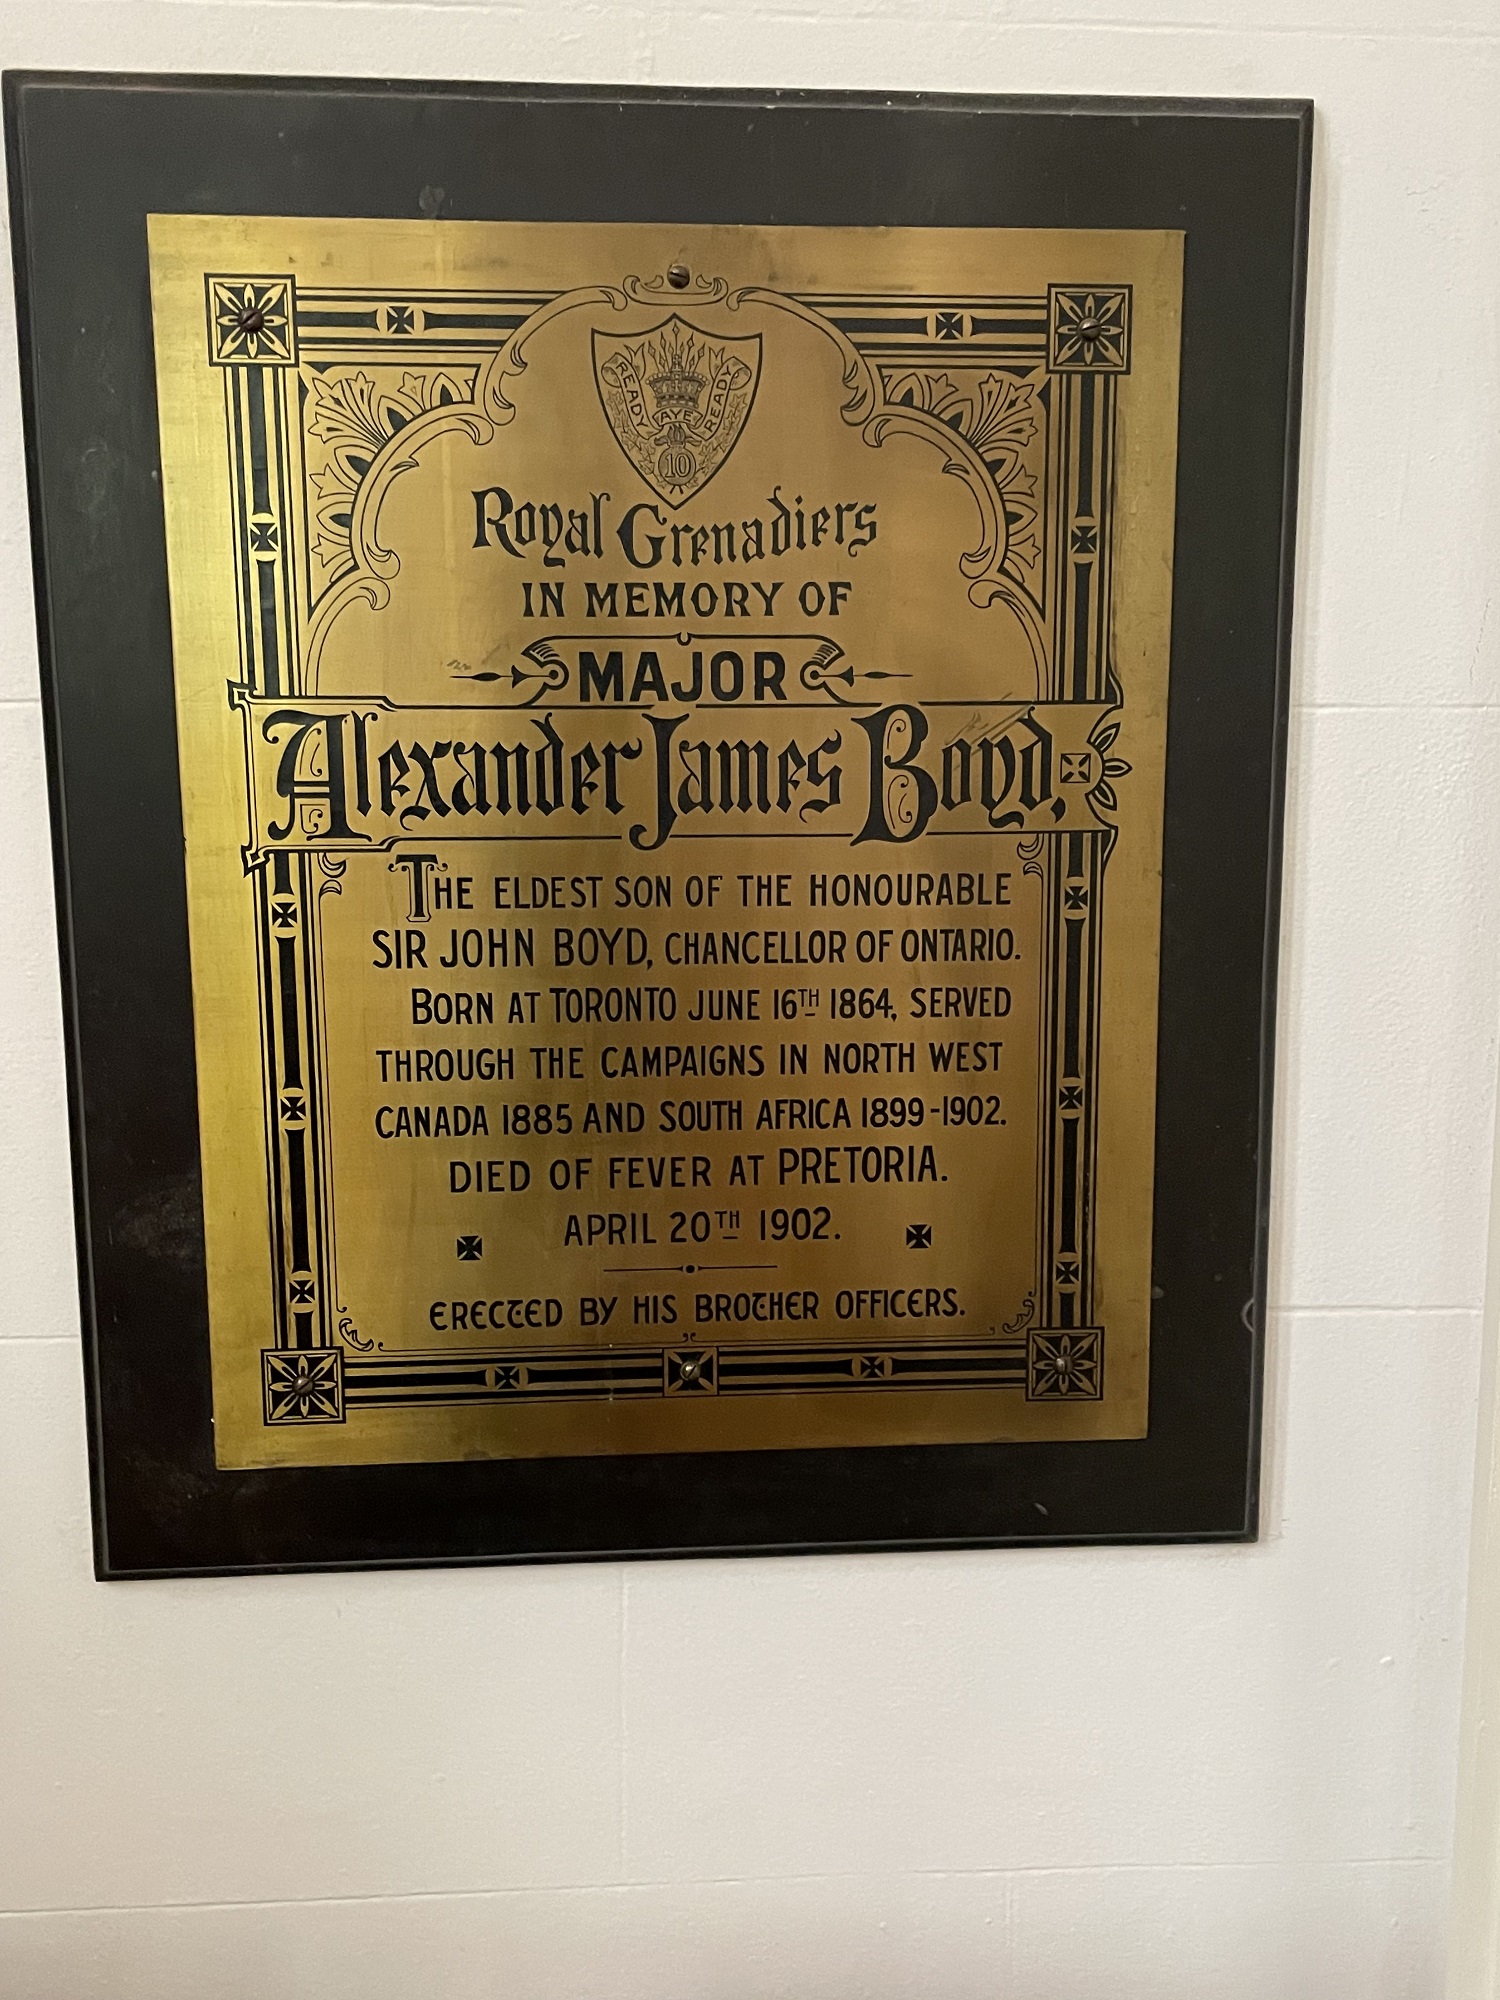 READY AYE READY
10
Royal Grenadiers
IN MEMORY OF
MAJOR
Alexander James Boyd,
THE ELDEST SON OF THE HONOURABLE
SIR JOHN BOYD, CHANCELLOR OF ONTARIO.
BORN AT TORONTO JUNE 16TH 1864, SERVED
THROUGH THE CAMPAIGNS IN NORTH WEST
CANADA 1885 AND SOUTH AFRICA 1899-1902.
DIED OF FEVER AT PRETORIA.
APRIL 20TH 1902.
ERECTED BY HIS BROTHER OFFICERS.